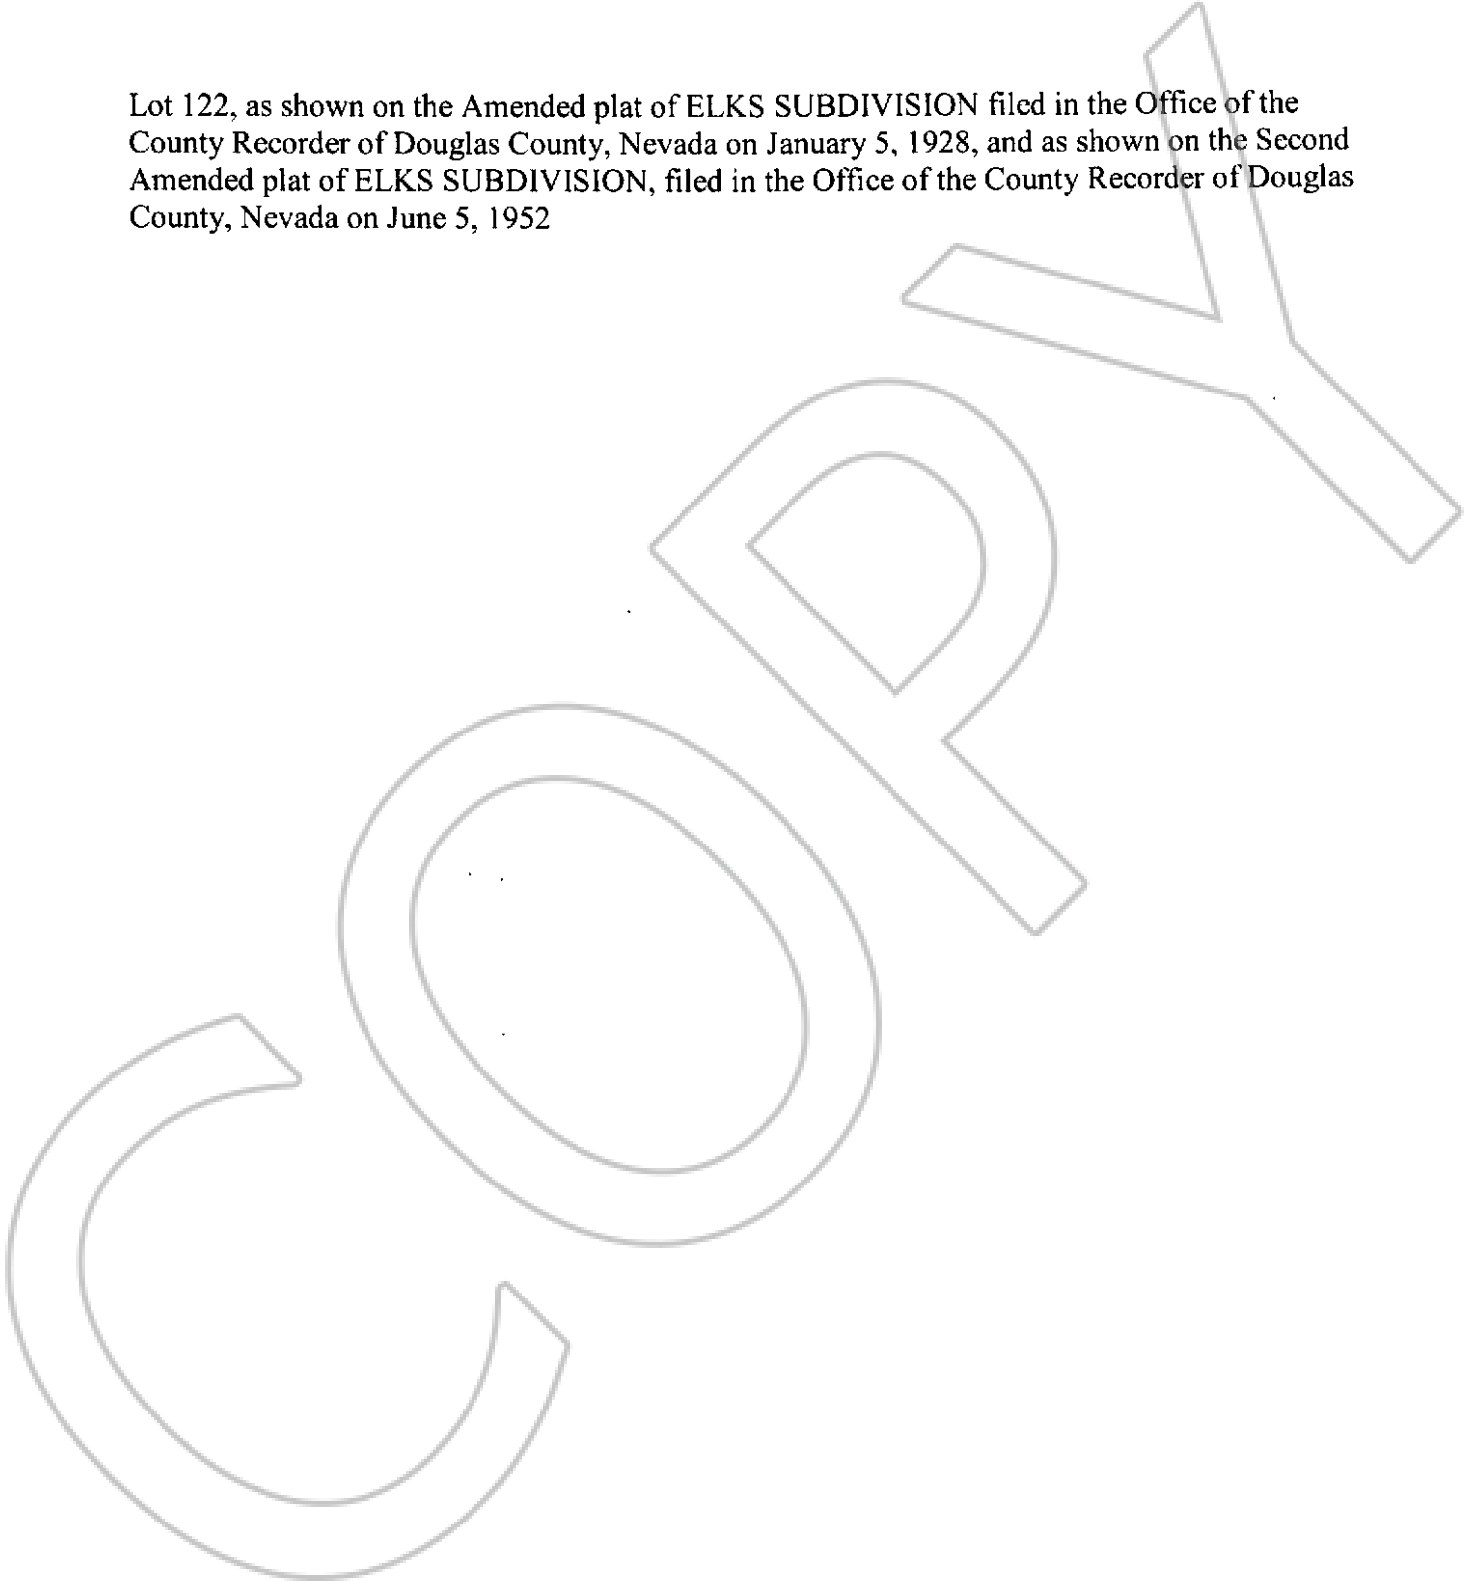 Lot 122, as shown on the Amended plat of ELKS SUBDIVISION filed in the Office of the
County Recorder of Douglas County, Nevada on January 5, 1928, and as shown on the Second
Amended plat of ELKS SUBDIVISION, filed in the Office of the County Recorder of Douglas
County, Nevada on June 5, 1952
COPY